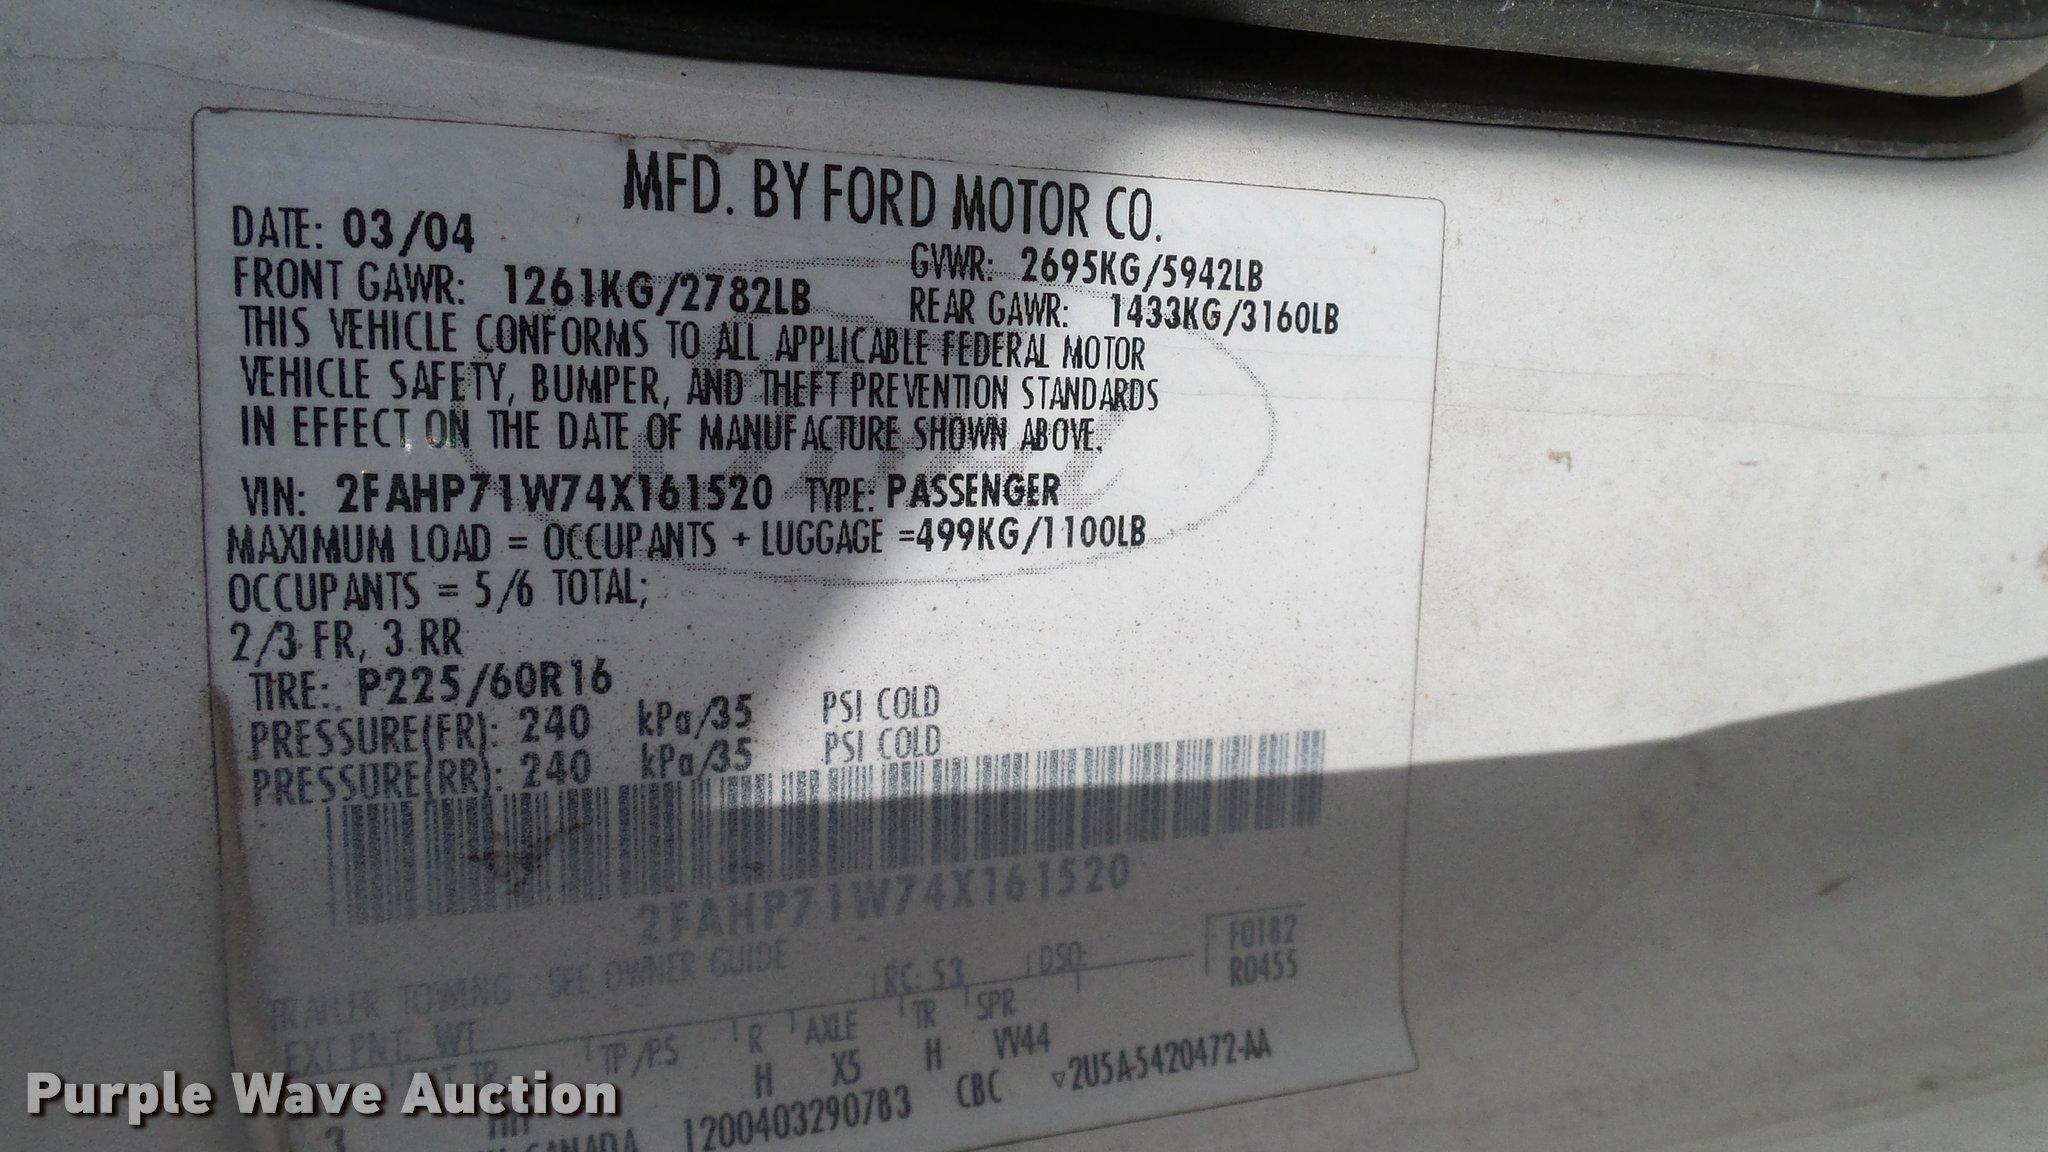 MFD. BY FORD MOTOR CO.
DATE: 03/04
GVWR: 2695KG/5942LB
FRONT GAWR: 1261KG/2782LB
REAR GAWR: 1433KG/3160LB
THIS VEHICLE CONFORMS TO ALL APPLICABLE FEDERAL MOTOR
VEHICLE SAFETY, BUMPER, AND THEFT PREVENTION STANDARDS
IN EFFECT ON THE DATE OF MANUFACTURE SHOWN ABOVE.
VIN: 2FAHP71W74X161520 TYPE: PASSENGER
MAXIMUM LOAD = OCCUPANTS + LUGGAGE =499KG/1100LB
OCCUPANTS = 5/6 TOTAL;
2/3 FR, 3 RR
TIRE: P225/60R16
PRESSURE(FR): 240 kPa/35 PSI COLD
PRESSURE(RR): 240 kPa/35 PSI COLD
2FAHP71W74X161520
TRAILER TOWING - SEE OWNER GUIDE
F0182
R0455
EXT PNT: WT RC: 53 DSO:
INT TR TP/PS R AXLE TR SPR
3 H X5 H VV44
CANADA 1200403290783 CBC ▽2U5A-5420472-AA
Purple Wave Auction